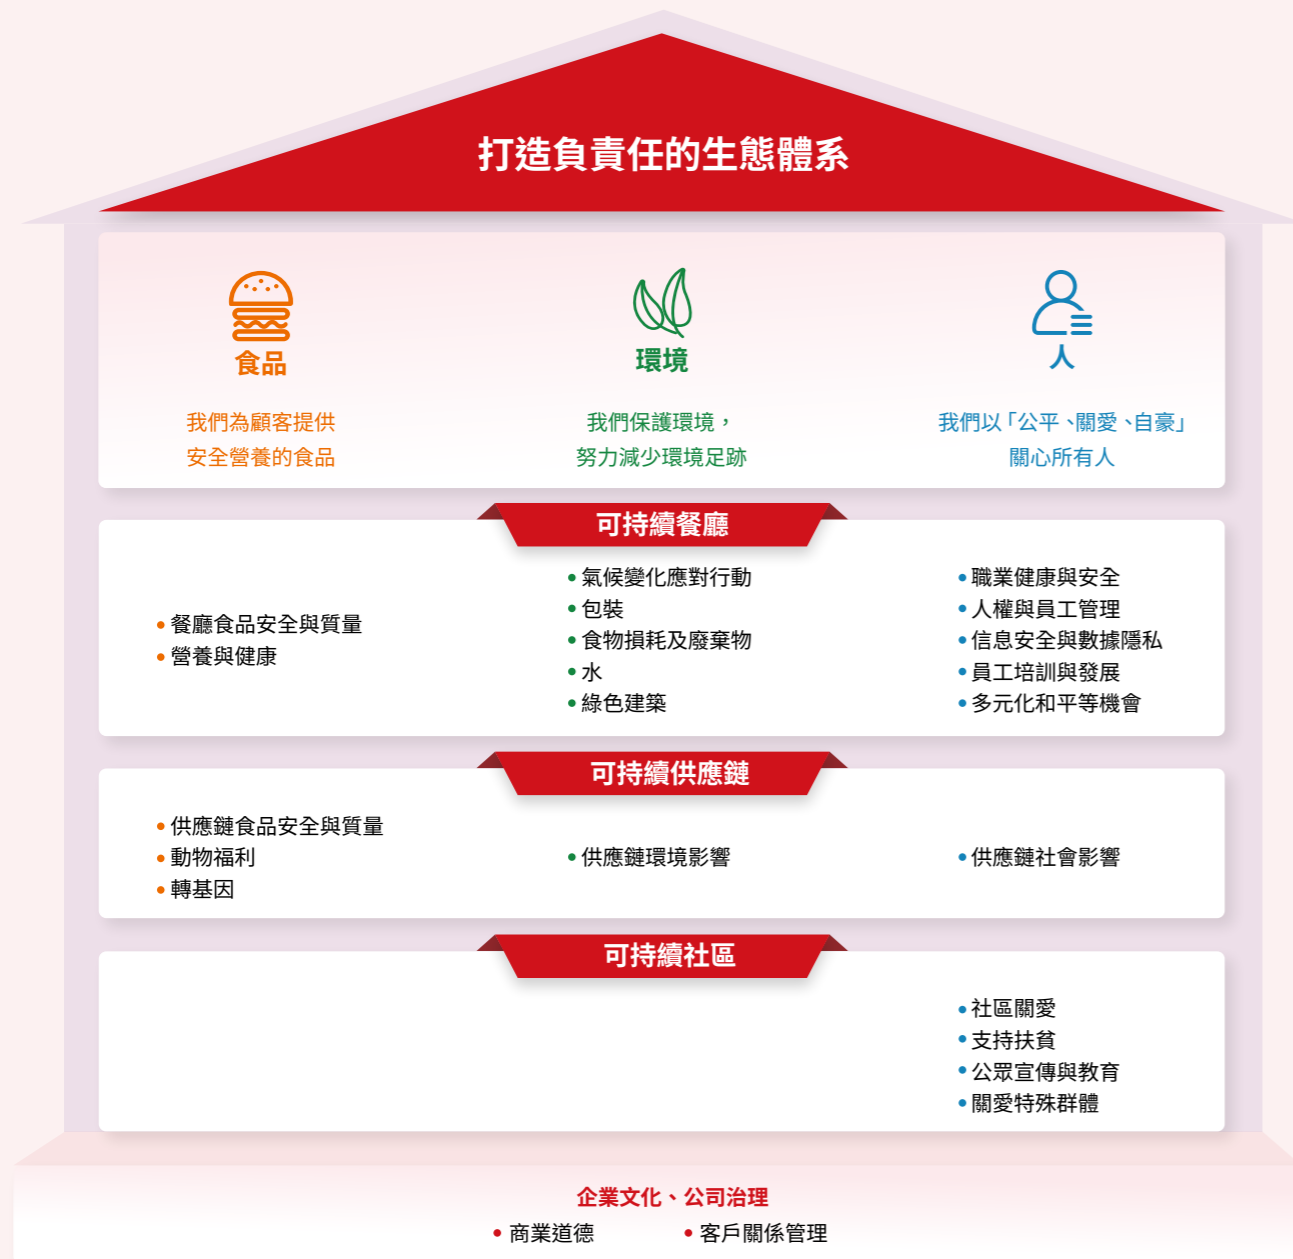 打造負責任的生態體系
食品
我們為顧客提供
安全營養的食品
環境
我們保護環境，
努力減少環境足跡
人
我們以「公平、關愛、自豪」
關心所有人
可持續餐廳
• 餐廳食品安全與質量
• 營養與健康
• 氣候變化應對行動
• 包裝
• 食物損耗及廢棄物
• 水
• 綠色建築
• 職業健康與安全
• 人權與員工管理
• 信息安全與數據隱私
• 員工培訓與發展
• 多元化和平等機會
可持續供應鏈
• 供應鏈食品安全與質量
• 動物福利
• 轉基因
• 供應鏈環境影響
• 供應鏈社會影響
可持續社區
• 社區關愛
• 支持扶貧
• 公眾宣傳與教育
• 關愛特殊群體
企業文化、公司治理
• 商業道德
• 客戶關係管理